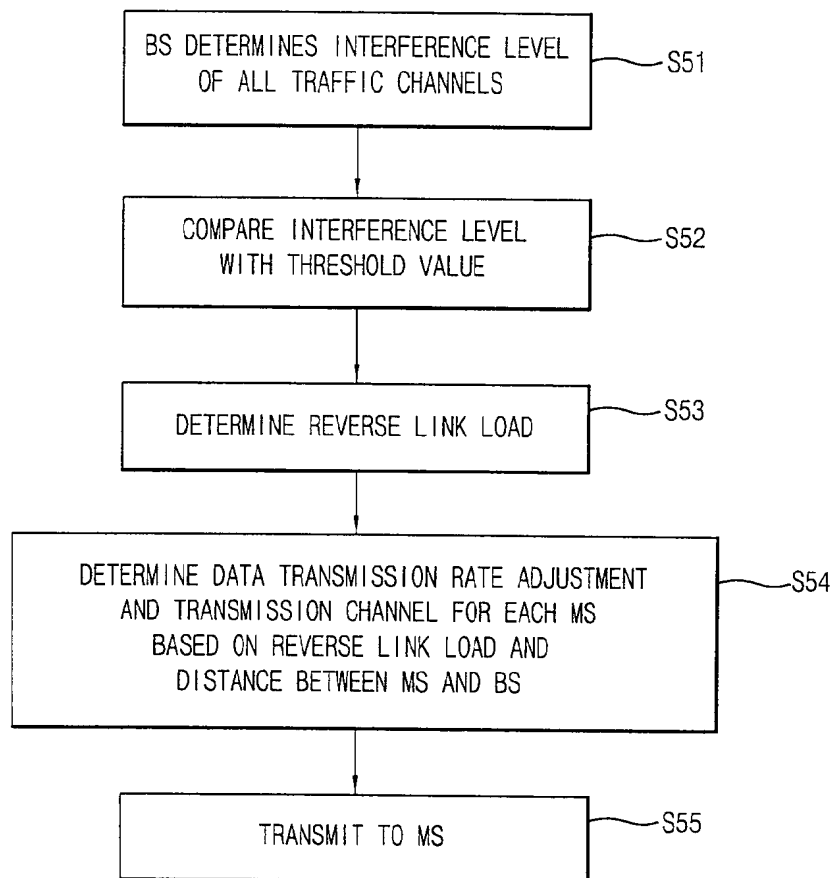 BS DETERMINES INTERFERENCE LEVEL
OF ALL TRAFFIC CHANNELS
S51
COMPARE INTERFERENCE LEVEL
WITH THRESHOLD VALUE
S52
DETERMINE REVERSE LINK LOAD
S53
DETERMINE DATA TRANSMISSION RATE ADJUSTMENT
AND TRANSMISSION CHANNEL FOR EACH MS
BASED ON REVERSE LINK LOAD AND
DISTANCE BETWEEN MS AND BS
S54
TRANSMIT TO MS
S55